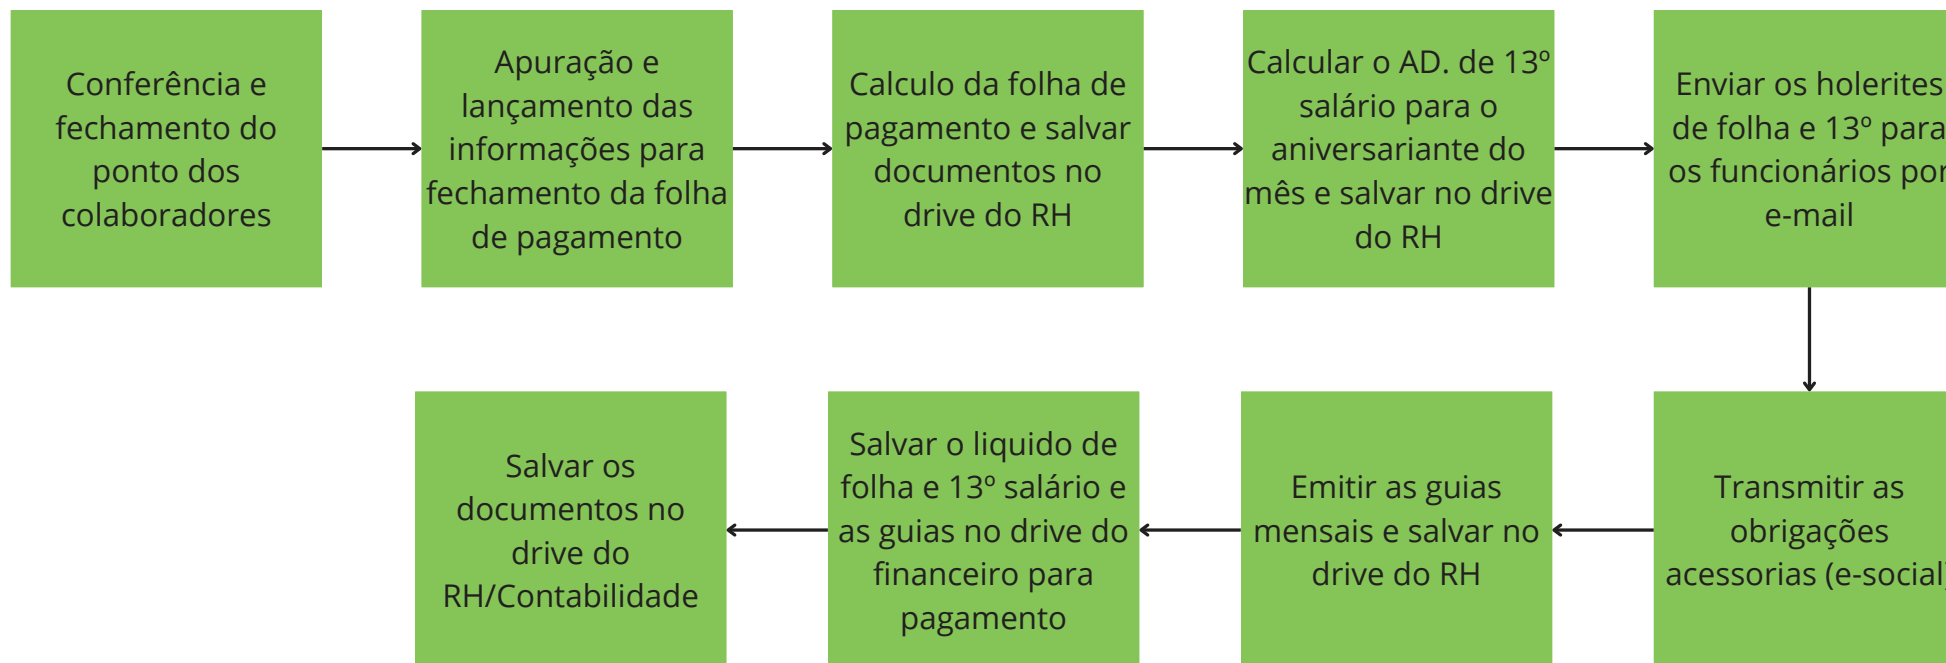 Conferência e
fechamento do
ponto dos
colaboradores
Apuração e
lançamento das
informações para
fechamento da folha
de pagamento
Calculo da folha de
pagamento e salvar
documentos no
drive do RH
Calcular o AD. de 13º
salário para o
aniversariante do
mês e salvar no drive
do RH
Enviar os holerites
de folha e 13º para
os funcionários por
e-mail
Transmitir as
obrigações
acessorias (e-social)
Emitir as guias
mensais e salvar no
drive do RH
Salvar o liquido de
folha e 13º salário e
as guias no drive do
financeiro para
pagamento
Salvar os
documentos no
drive do
RH/Contabilidade